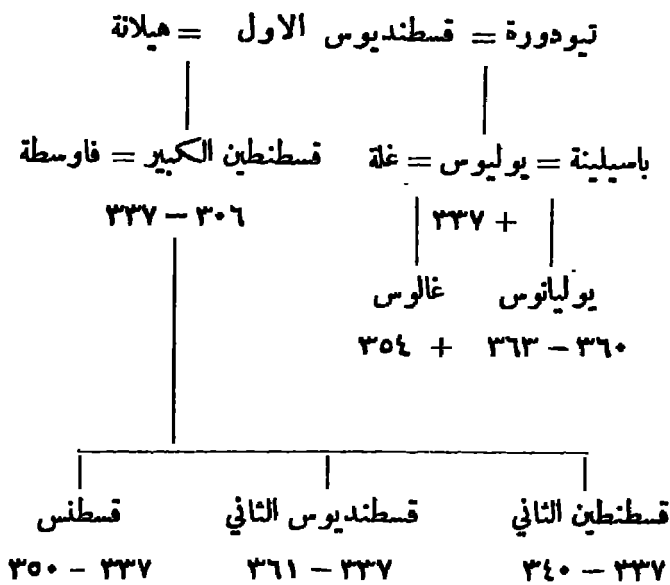 تيودورة = قسطنديوس الاول = هيلانة
باسيلينة = يوليوس = غلة قسطنطين الكبير = فاوسطة
+ ٣٣٧ ٣٠٦ – ٣٣٧
يوليانوس غالوس
٣٦٠ – ٣٦٣ + ٣٥٤
قسطنطين الثاني قسطنديوس الثاني قسطنس
٣٣٧ – ٣٤٠ ٣٣٧ – ٣٦١ ٣٣٧ – ٣٥٠